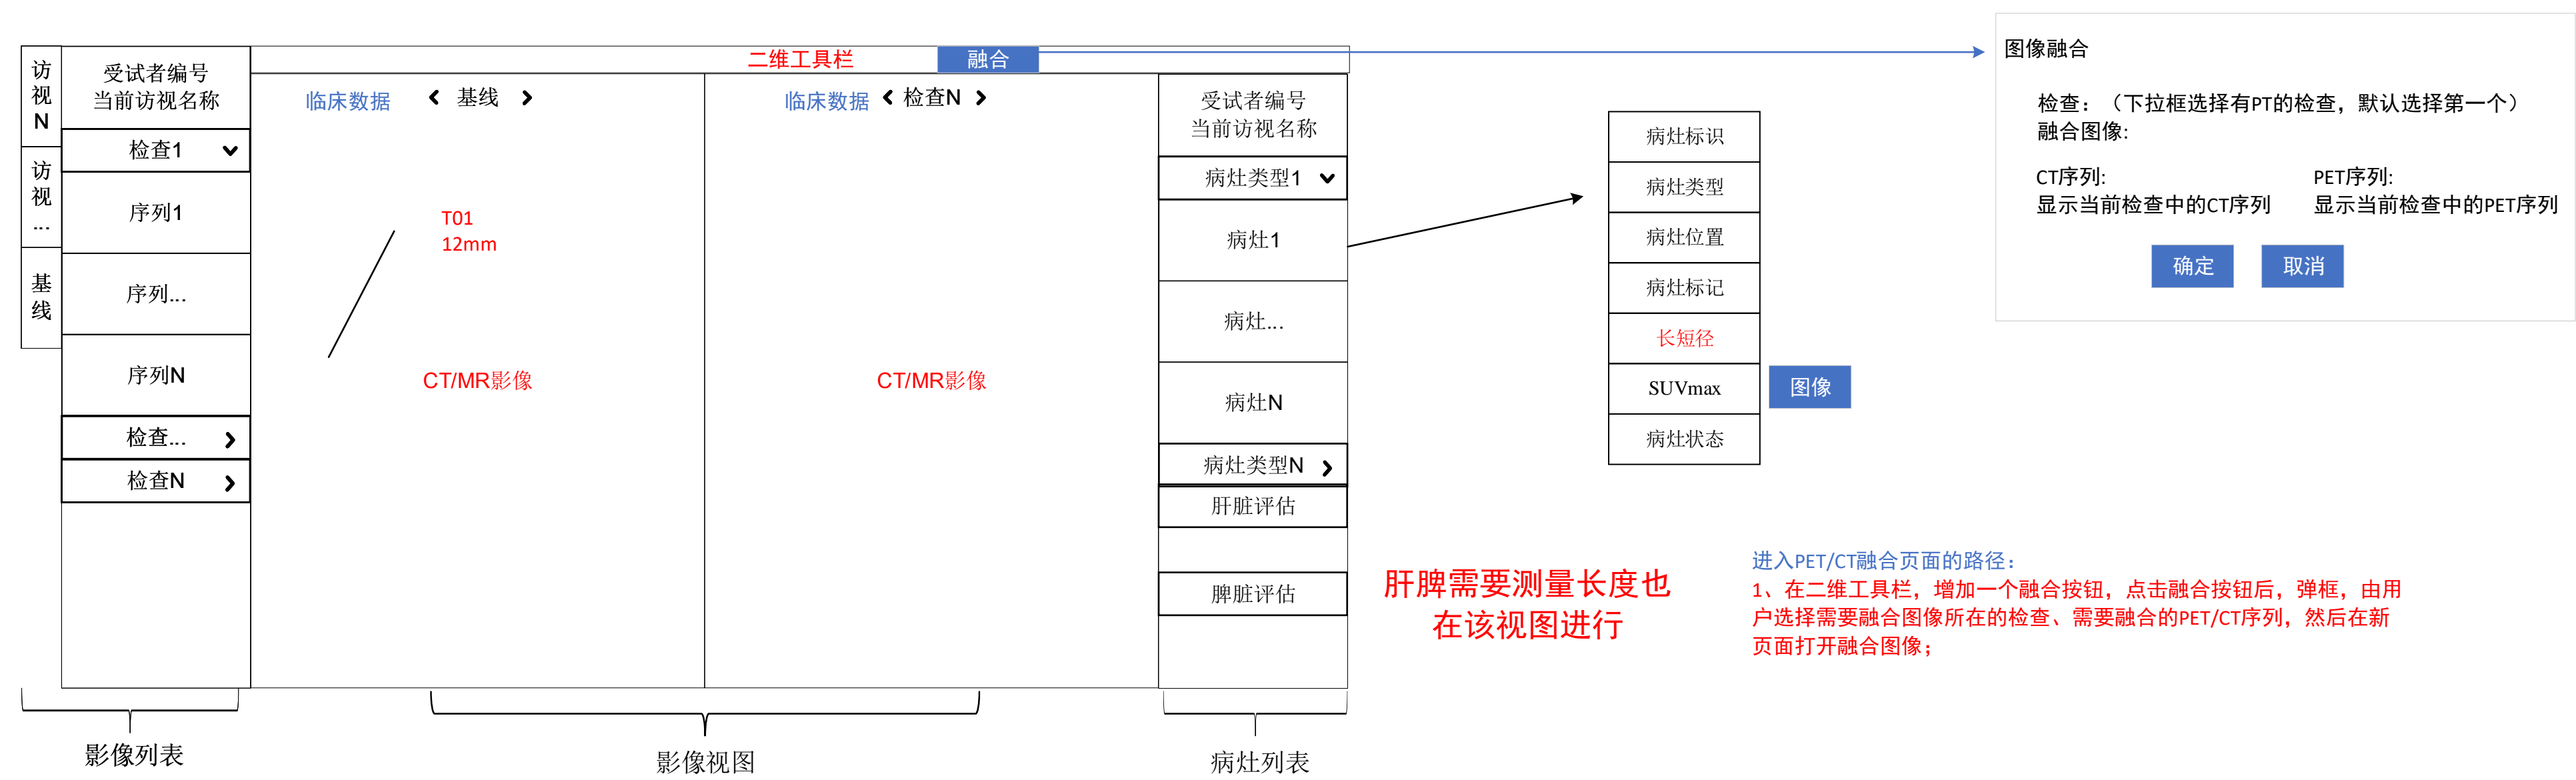 访
视
N
访
视
...
基
线
受试者编号
当前访视名称
检查1
序列1
序列...
序列N
检查...
检查N
影像列表
二维工具栏
融合
临床数据
基线
T01
12mm
CT/MR影像
临床数据
检查N
CT/MR影像
影像视图
受试者编号
当前访视名称
病灶类型1
病灶1
病灶...
病灶N
病灶类型N
肝脏评估
脾脏评估
病灶列表
病灶标识
病灶类型
病灶位置
病灶标记
长短径
SUVmax
病灶状态
图像
图像融合
检查：（下拉框选择有PT的检查，默认选择第一个）
融合图像:
CT序列:
显示当前检查中的CT序列
PET序列:
显示当前检查中的PET序列
确定
取消
肝脾需要测量长度也
在该视图进行
进入PET/CT融合页面的路径：
1、在二维工具栏，增加一个融合按钮，点击融合按钮后，弹框，由用
户选择需要融合图像所在的检查、需要融合的PET/CT序列，然后在新
页面打开融合图像；